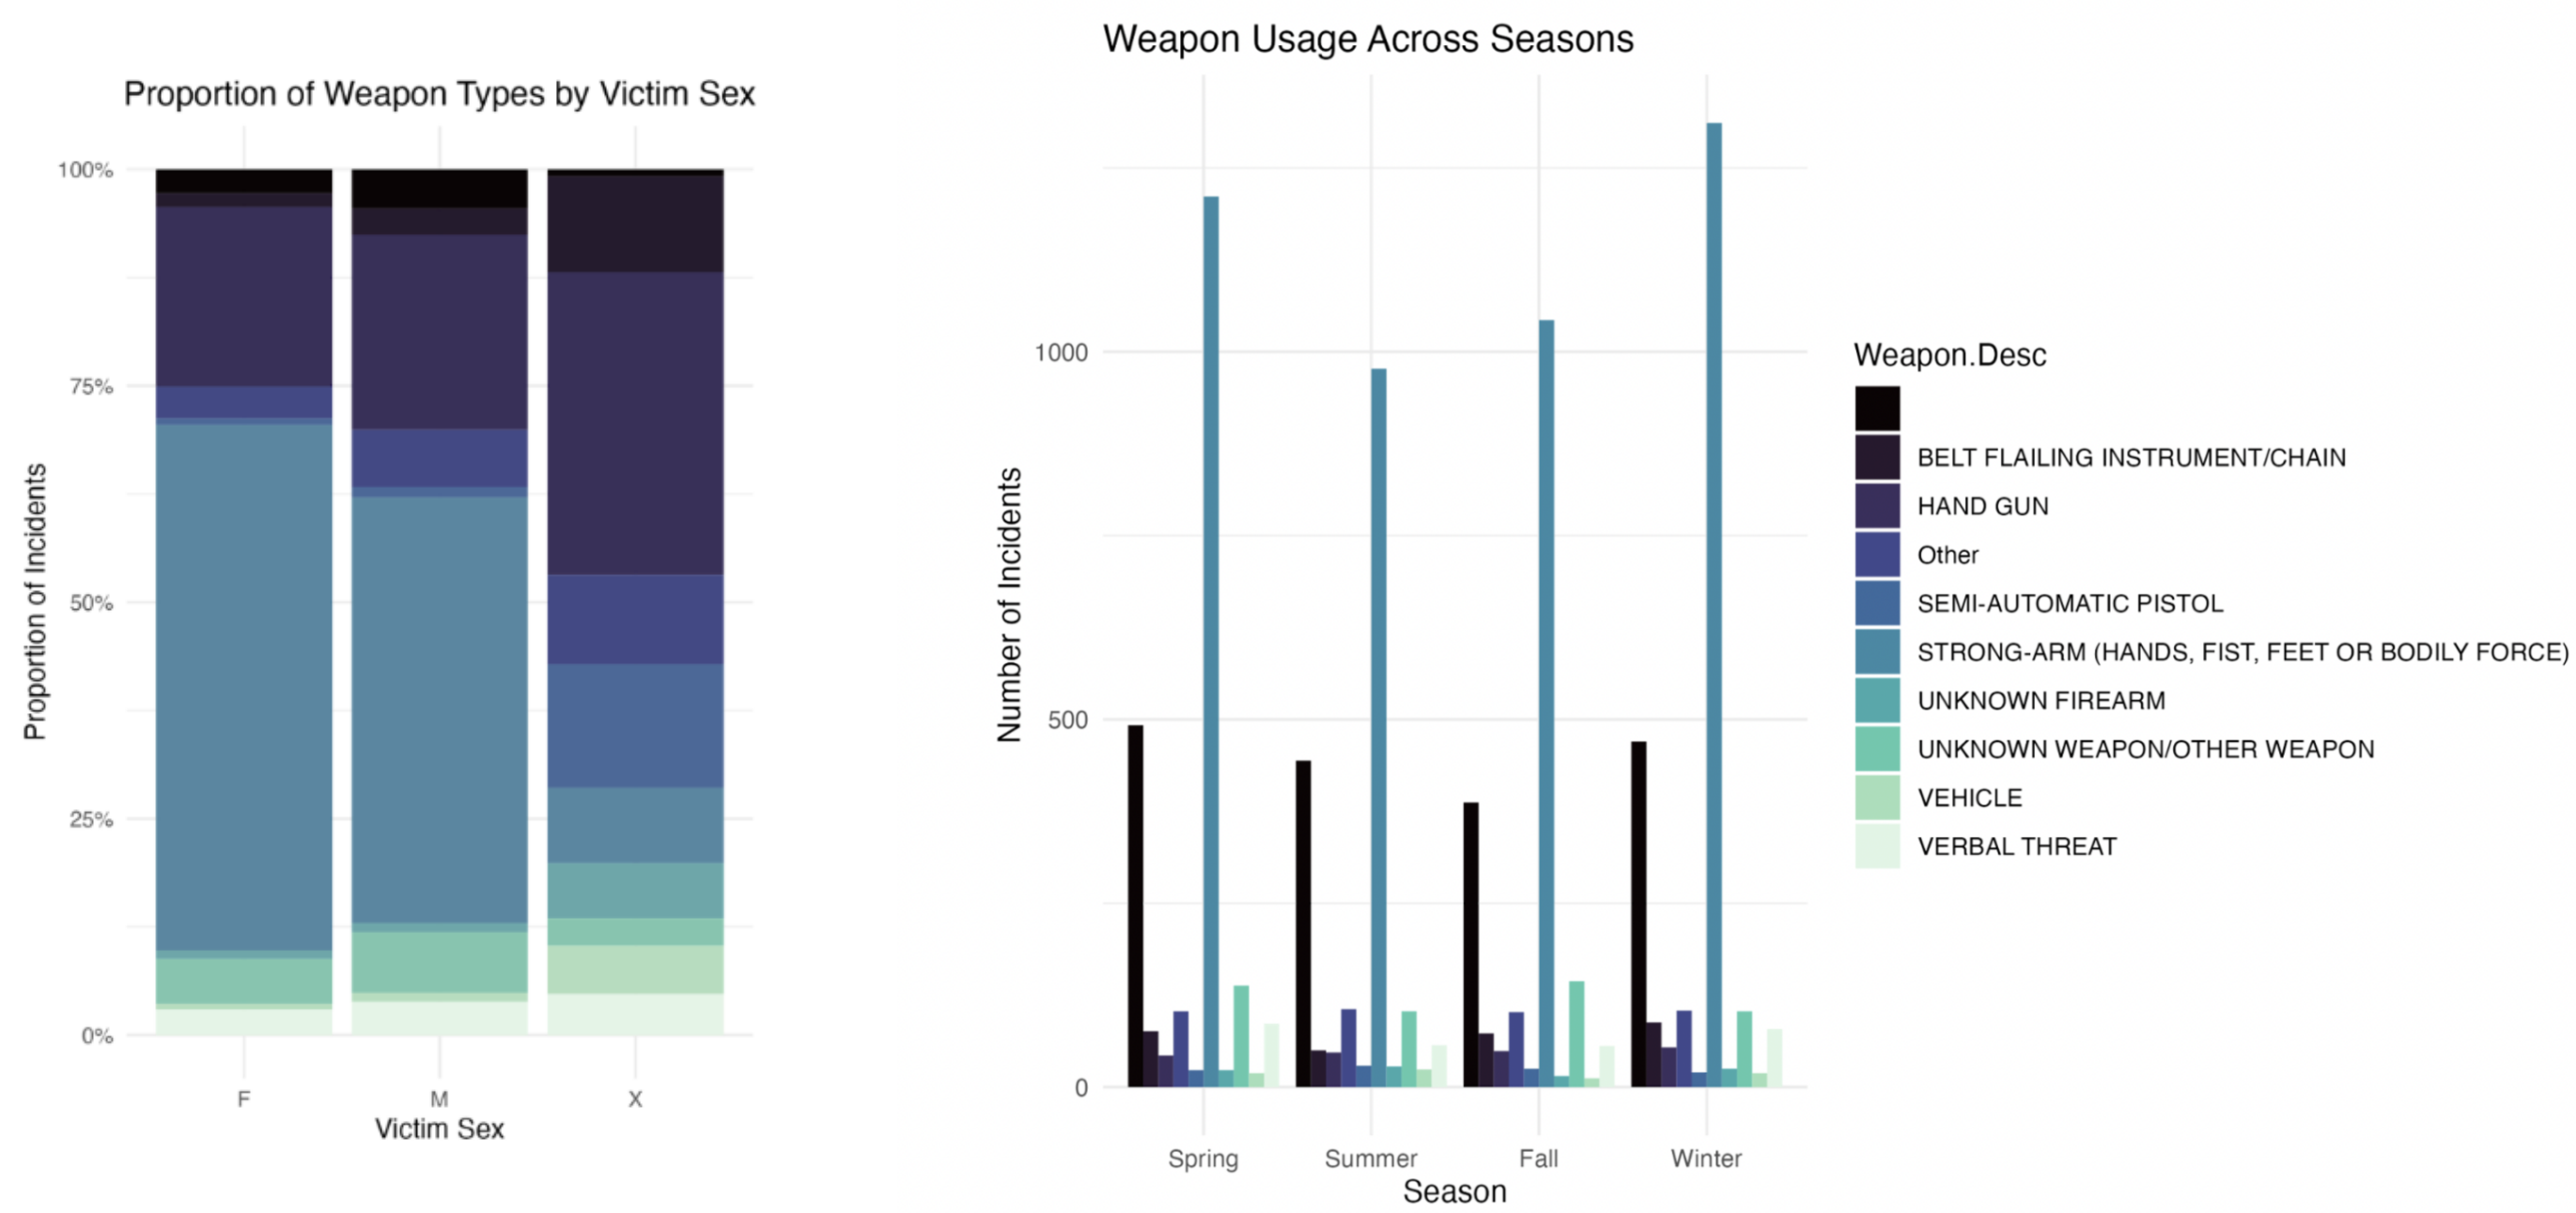 Proportion of Weapon Types by Victim Sex
100%
75%
50%
25%
0%
Proportion of Incidents
F
M
X
Victim Sex
Weapon Usage Across Seasons
1000
500
0
Number of Incidents
Spring
Summer
Fall
Winter
Season
Weapon.Desc
BELT FLAILING INSTRUMENT/CHAIN
HAND GUN
Other
SEMI-AUTOMATIC PISTOL
STRONG-ARM (HANDS, FIST, FEET OR BODILY FORCE)
UNKNOWN FIREARM
UNKNOWN WEAPON/OTHER WEAPON
VEHICLE
VERBAL THREAT